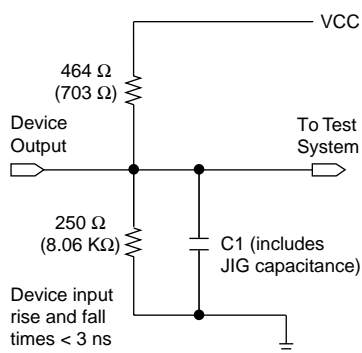 VCC
464 Ω
(703 Ω)
Device
Output
To Test
System
250 Ω
(8.06 KΩ)
C1 (includes
JIG capacitance)
Device input
rise and fall
times < 3 ns